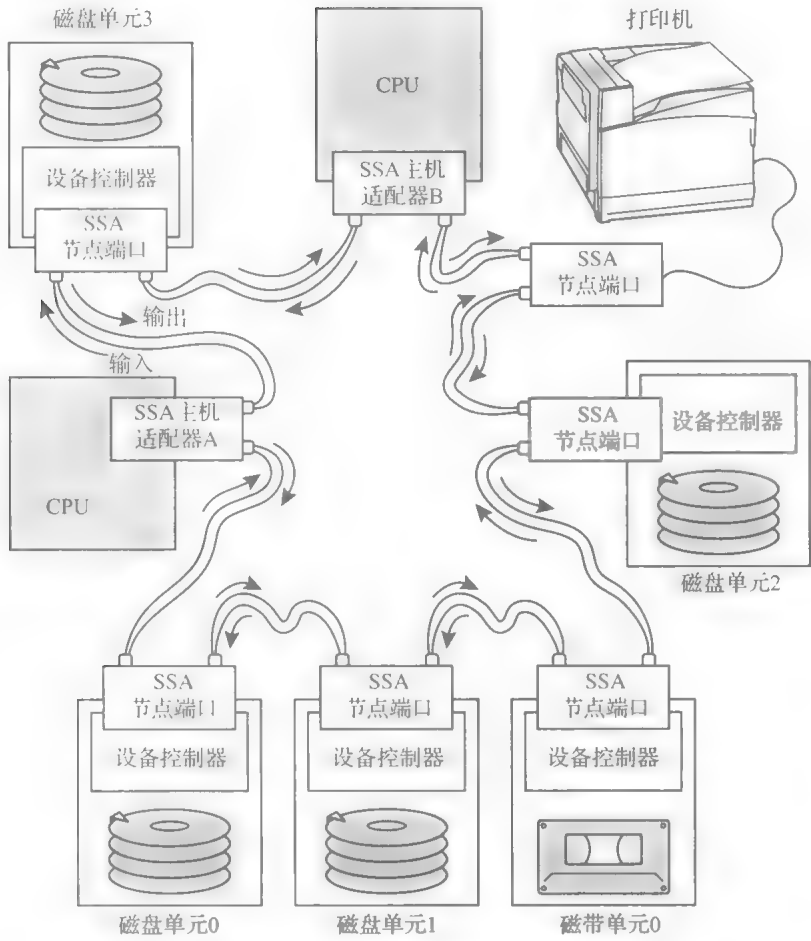 磁盘单元3
打印机
CPU
设备控制器
SSA 主机
适配器B
SSA
节点端口
SSA
节点端口
输出
输入
SSA 主机
适配器A
SSA
节点端口
设备控制器
CPU
磁盘单元2
SSA
节点端口
SSA
节点端口
SSA
节点端口
设备控制器
设备控制器
设备控制器
磁盘单元0
磁盘单元1
磁带单元0